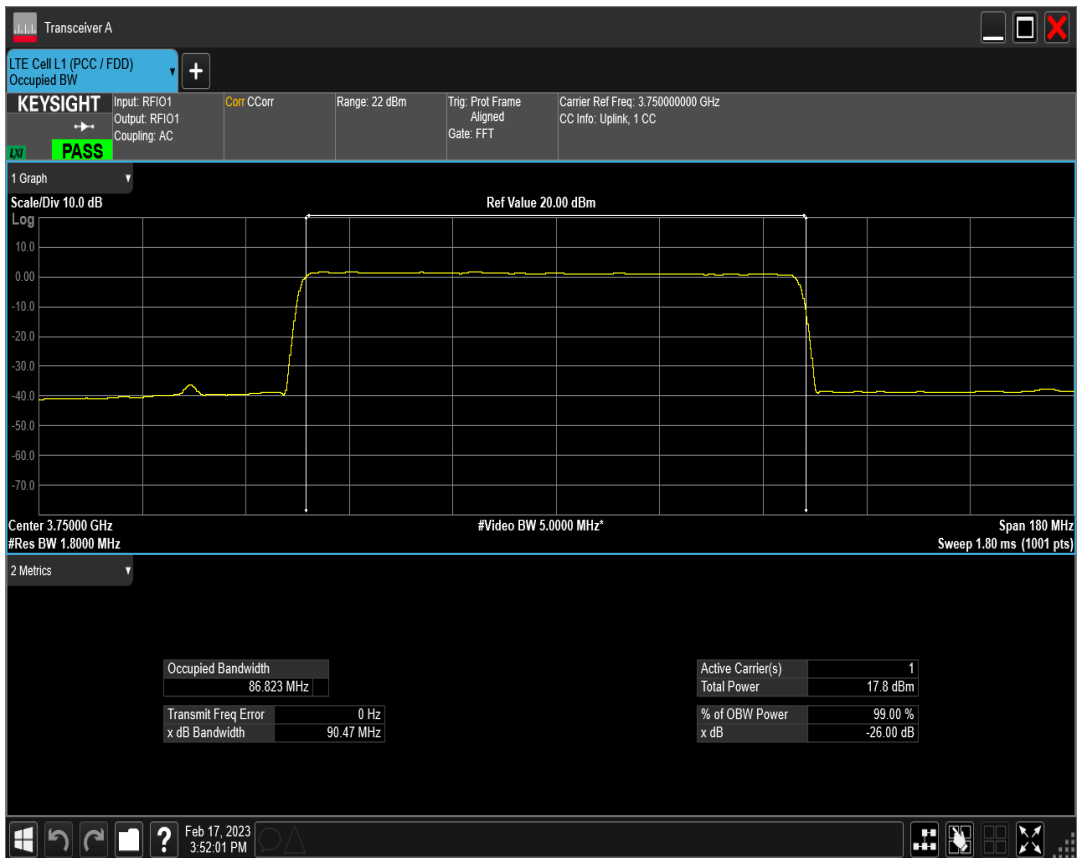 Transceiver A
LTE Cell L1 (PCC / FDD)
Occupied BW
+
KEYSIGHT
LXI
PASS
Input: RFIO1
Output: RFIO1
Coupling: AC
Corr CCorr
Range: 22 dBm
Trig: Prot Frame
Aligned
Gate: FFT
Carrier Ref Freq: 3.750000000 GHz
CC Info: Uplink, 1 CC
1 Graph
Scale/Div 10.0 dB
Ref Value 20.00 dBm
Log
10.0
0.00
-10.0
-20.0
-30.0
-40.0
-50.0
-60.0
-70.0
Center 3.75000 GHz
#Video BW 5.0000 MHz*
Span 180 MHz
#Res BW 1.8000 MHz
Sweep 1.80 ms (1001 pts)
2 Metrics
Occupied Bandwidth
86.823 MHz
Transmit Freq Error 0 Hz
x dB Bandwidth 90.47 MHz
Active Carrier(s) 1
Total Power 17.8 dBm
% of OBW Power 99.00 %
x dB -26.00 dB
?
Feb 17, 2023
3:52:01 PM